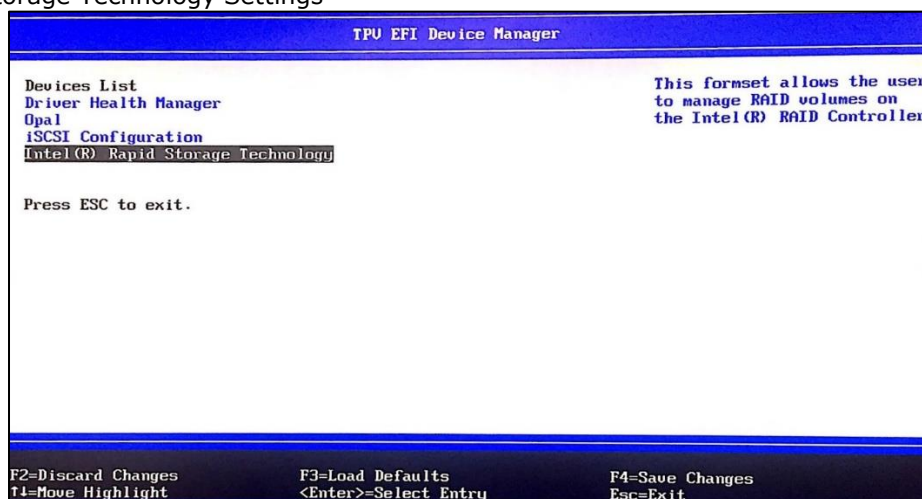 Storage Technology Settings
TPV EFI Device Manager
Devices List
Driver Health Manager
Opal
iSCSI Configuration
Intel(R) Rapid Storage Technology
Press ESC to exit.
This formset allows the user
to manage RAID volumes on
the Intel(R) RAID Controller
F2=Discard Changes
F3=Load Defaults
F4=Save Changes
↑↓=Move Highlight
<Enter>=Select Entry
Esc=Exit